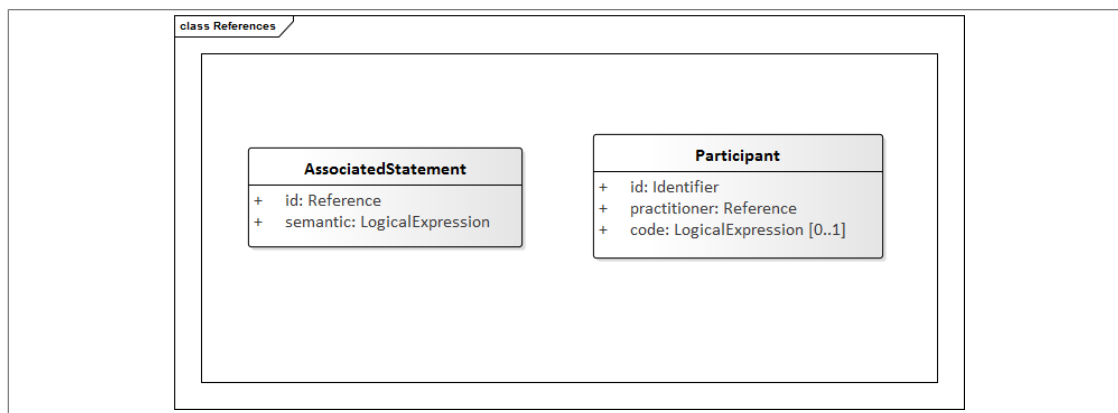 class References
AssociatedStatement
+ id: Reference
+ semantic: LogicalExpression
Participant
+ id: Identifier
+ practitioner: Reference
+ code: LogicalExpression [0..1]